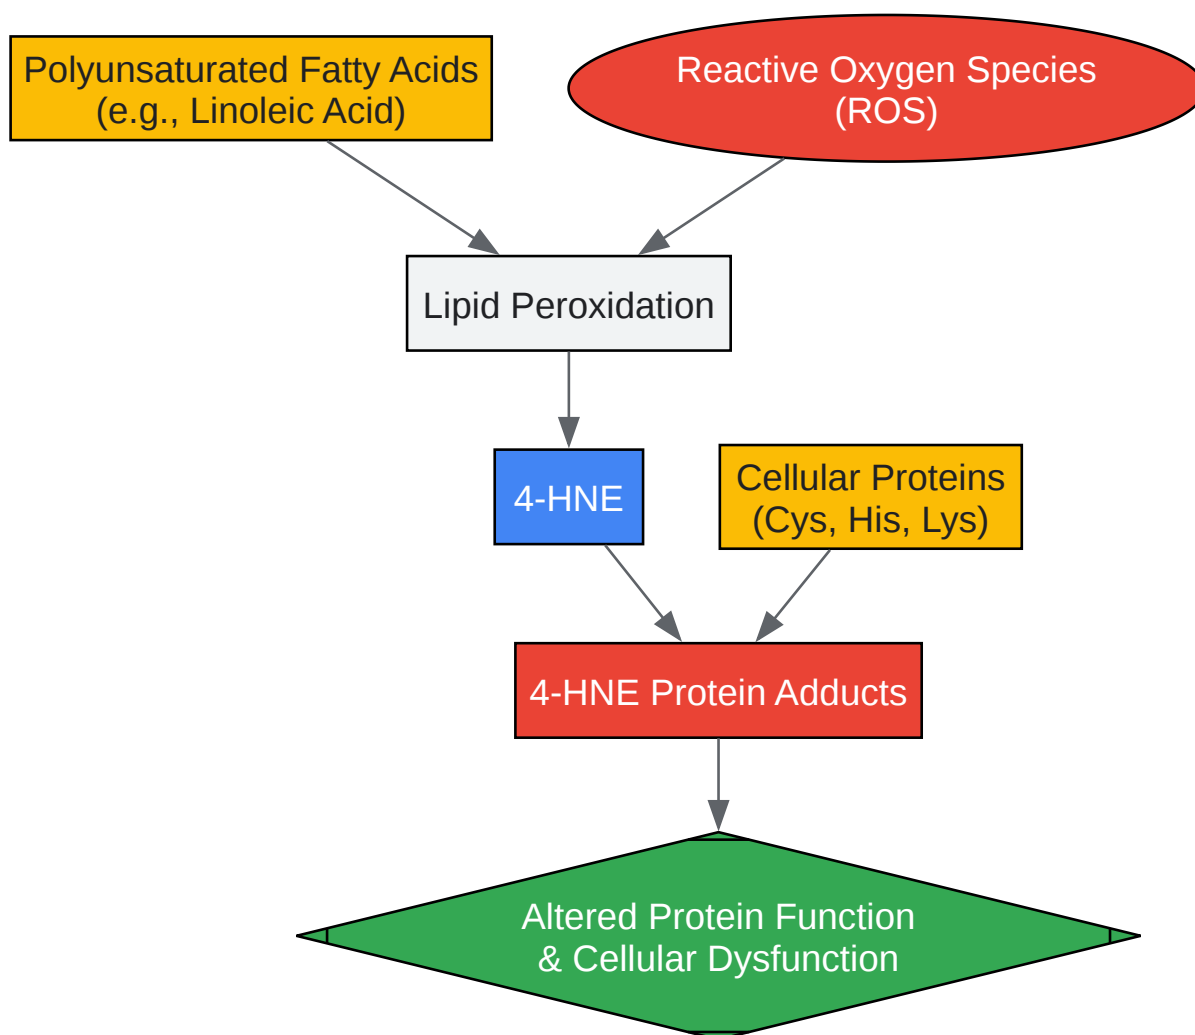 Polyunsaturated Fatty Acids
(e.g., Linoleic Acid)
Reactive Oxygen Species
(ROS)
Lipid Peroxidation
4-HNE
Cellular Proteins
(Cys, His, Lys)
4-HNE Protein Adducts
Altered Protein Function
& Cellular Dysfunction